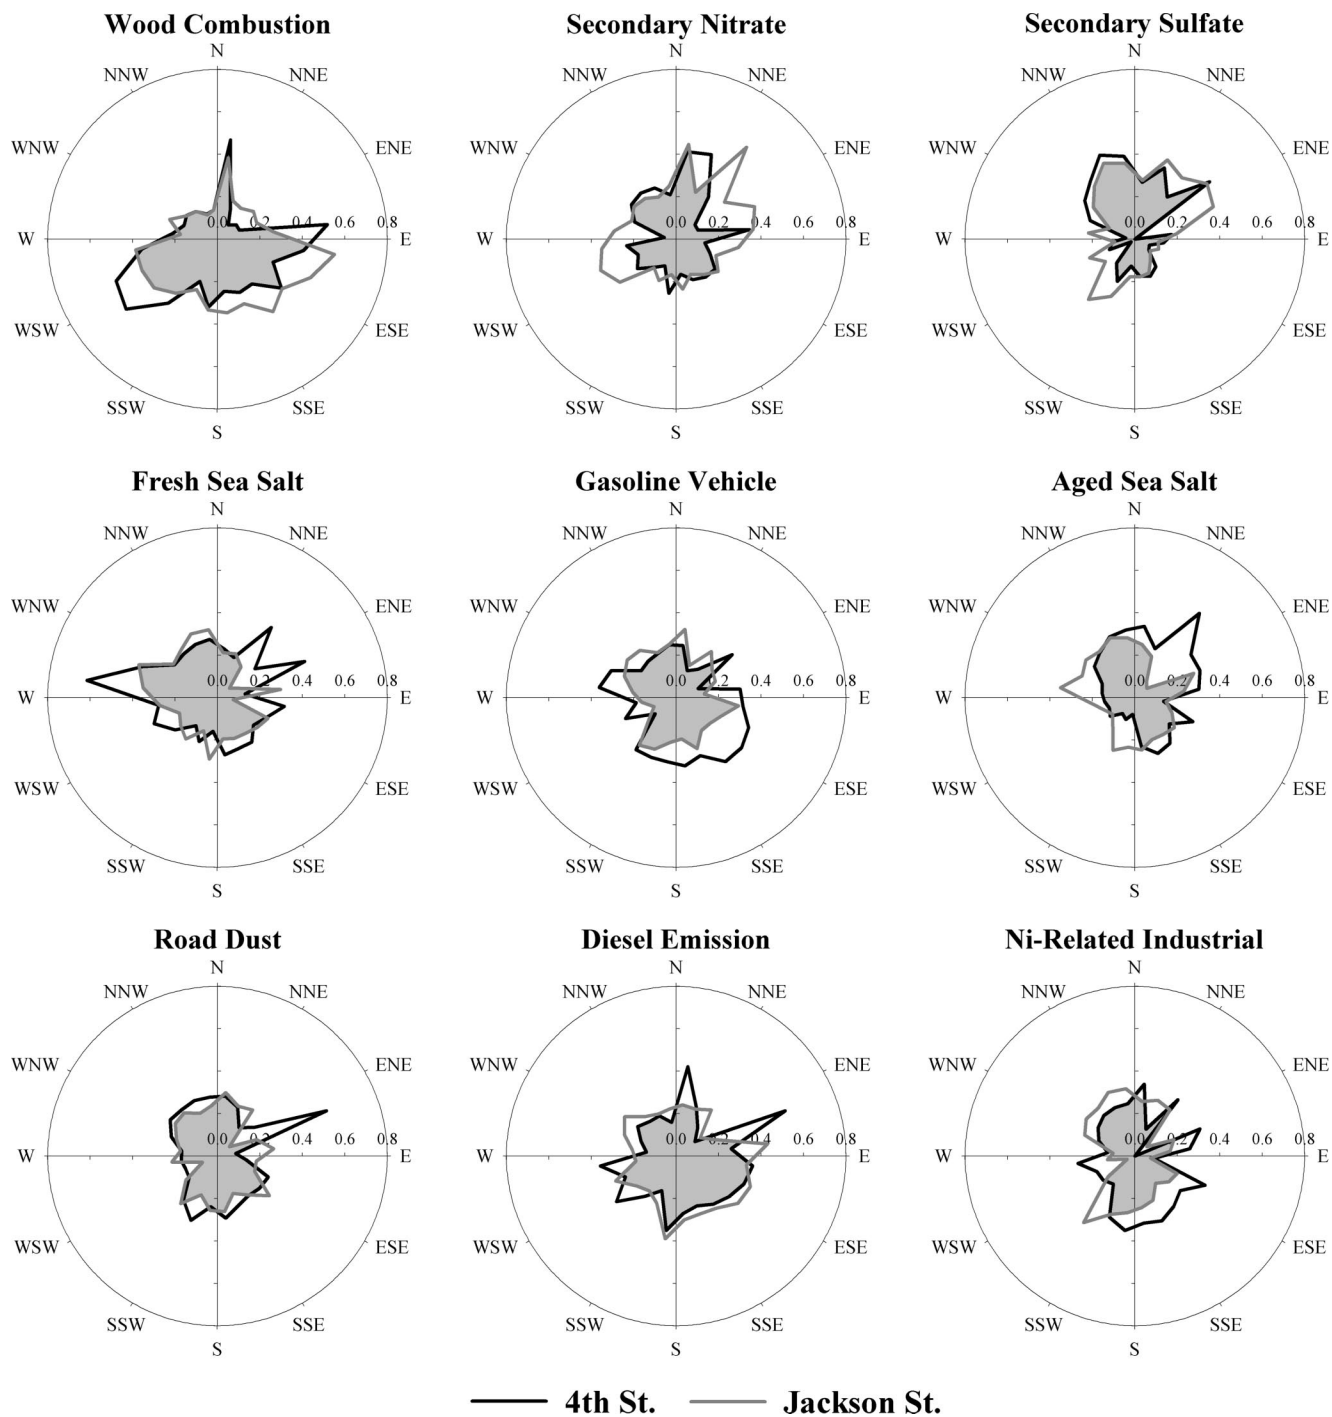 Wood Combustion Secondary Nitrate Secondary Sulfate
N N N
NNW NNE NNW NNE NNW NNE
WNW ENE WNW ENE WNW ENE
0.0 0.2 0.4 0.6 0.8 0.0 0.2 0.4 0.6 0.8 0.0 0.2 0.4 0.6 0.8
W E W E W E
WSW ESE WSW ESE WSW ESE
SSW SSE SSW SSE SSW SSE
S S S
Fresh Sea Salt Gasoline Vehicle Aged Sea Salt
N N N
NNW NNE NNW NNE NNW NNE
WNW ENE WNW ENE WNW ENE
0.0 0.2 0.4 0.6 0.8 0.0 0.2 0.4 0.6 0.8 0.0 0.2 0.4 0.6 0.8
W E W E W E
WSW ESE WSW ESE WSW ESE
SSW SSE SSW SSE SSW SSE
S S S
Road Dust Diesel Emission Ni-Related Industrial
N N N
NNW NNE NNW NNE NNW NNE
WNW ENE WNW ENE WNW ENE
0.0 0.2 0.4 0.6 0.8 0.0 0.2 0.4 0.6 0.8 0.0 0.2 0.4 0.6 0.8
W E W E W E
WSW ESE WSW ESE WSW ESE
SSW SSE SSW SSE SSW SSE
S S S
4th St. Jackson St.